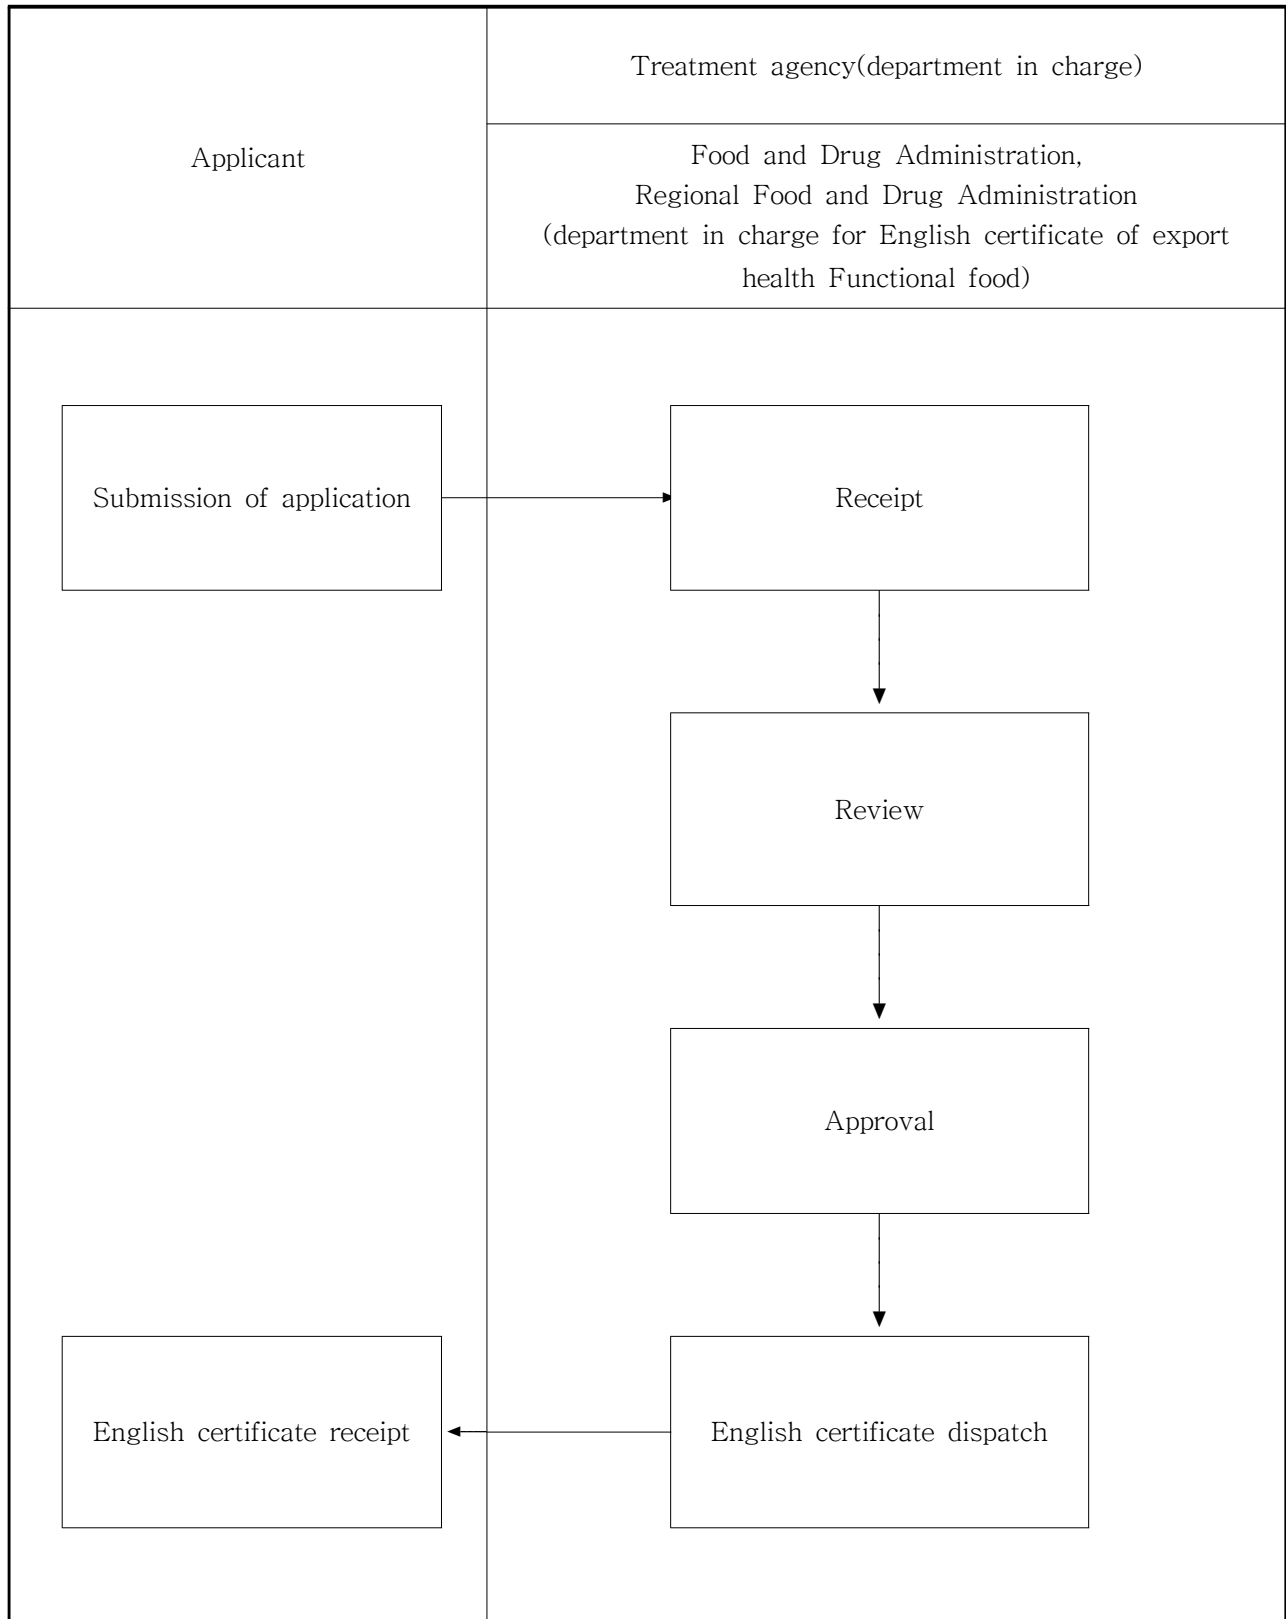 Applicant
Treatment agency(department in charge)
Food and Drug Administration,
Regional Food and Drug Administration
(department in charge for English certificate of export
health Functional food)
Submission of application
Receipt
Review
Approval
English certificate receipt
English certificate dispatch